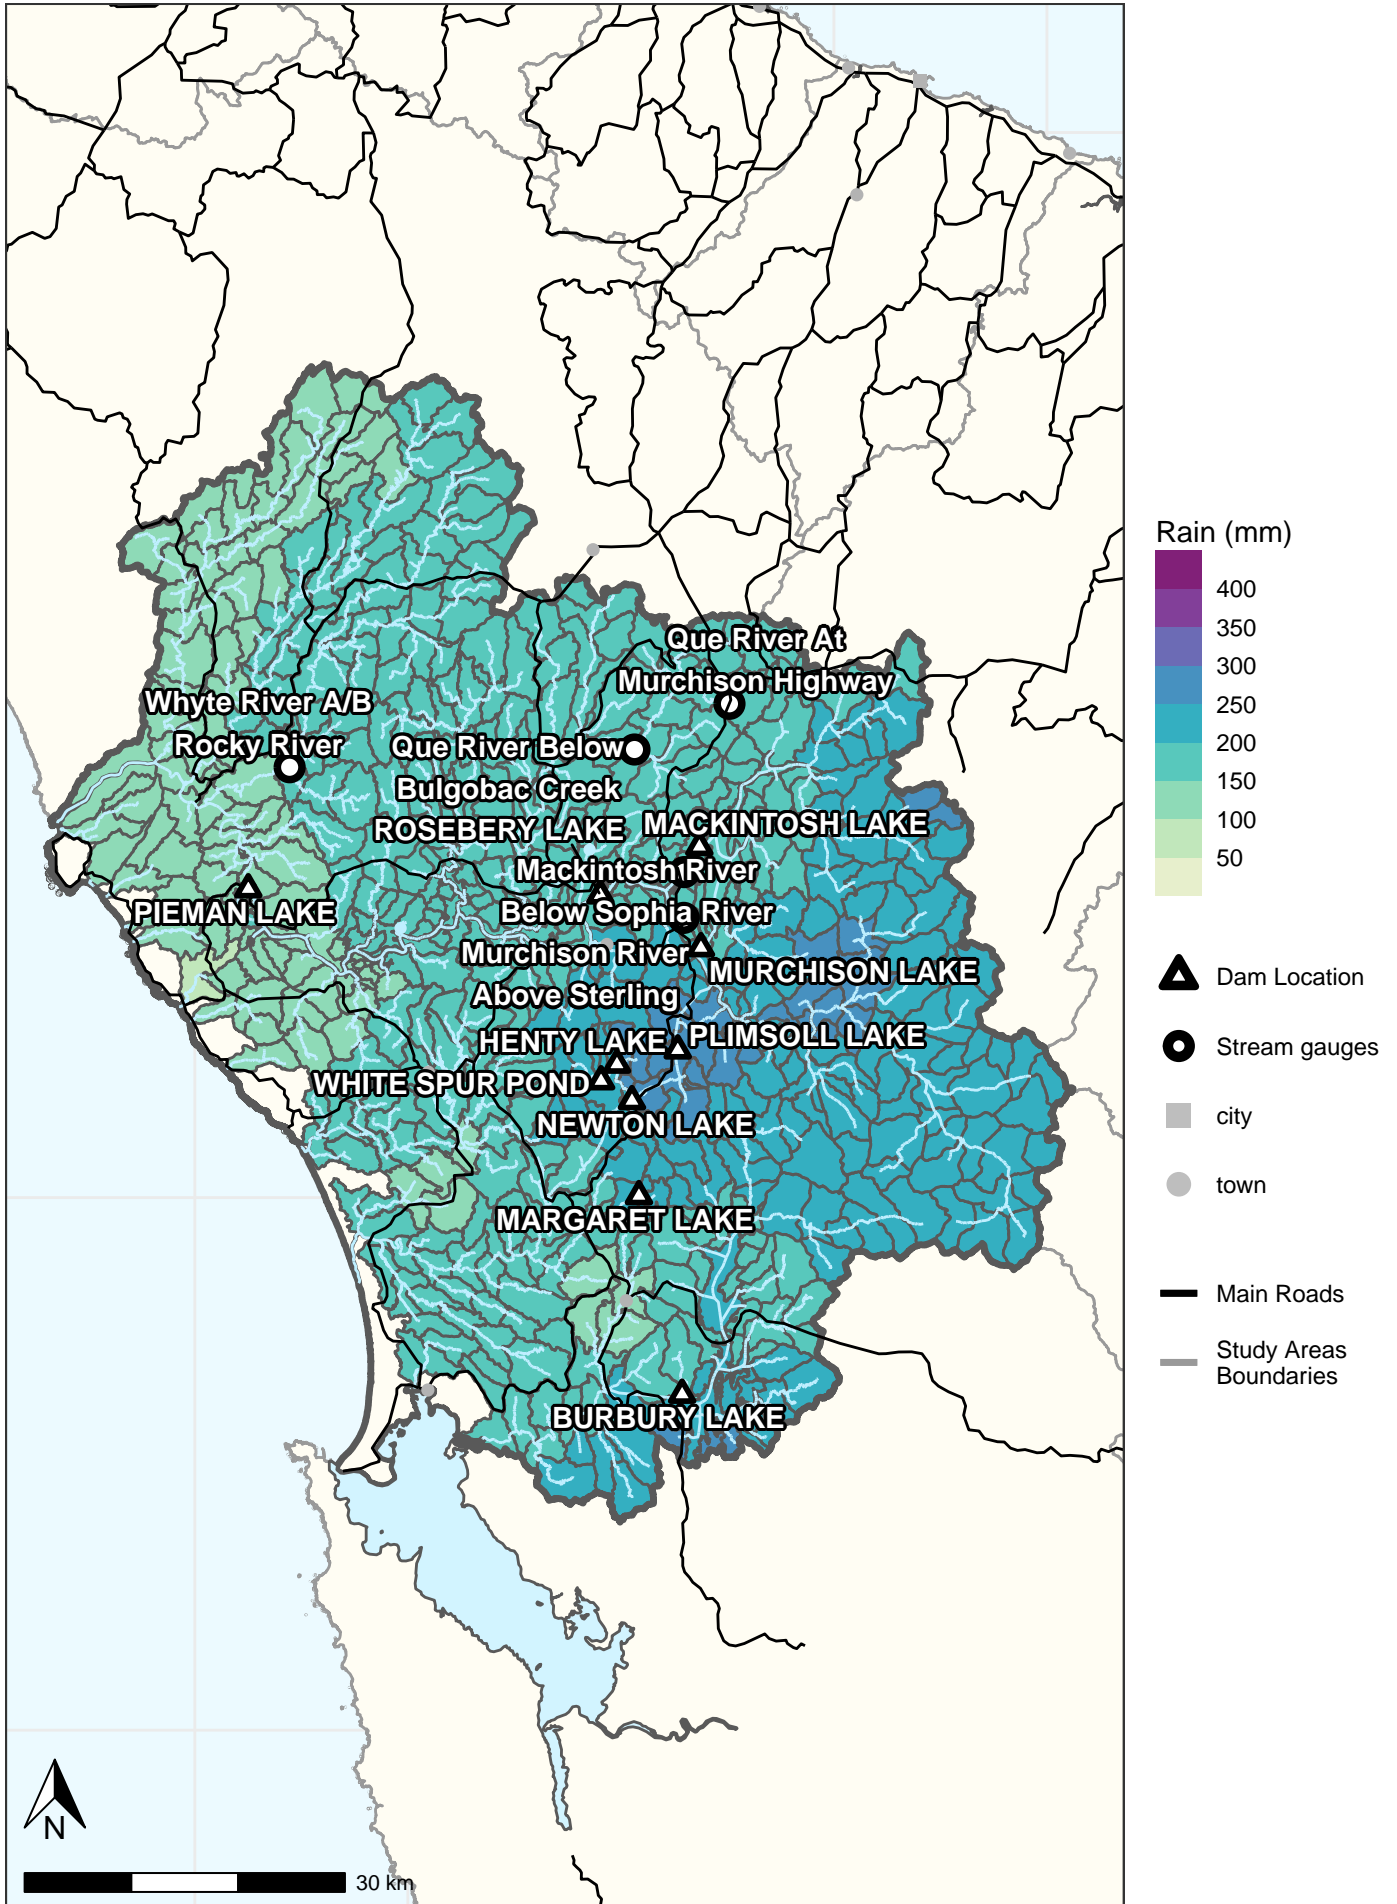 Que River At
Murchison Highway
Whyte River A/B
Rocky River
Que River Below
Bulgobac Creek
ROSEBERY LAKE
MACKINTOSH LAKE
Mackintosh River
Below Sophia River
PIEMAN LAKE
Murchison River
Above Sterling
MURCHISON LAKE
HENTY LAKE
PLIMSOLL LAKE
WHITE SPUR POND
NEWTON LAKE
MARGARET LAKE
BURBURY LAKE
N
30 km
Rain (mm)
400
350
300
250
200
150
100
50
Dam Location
Stream gauges
city
town
Main Roads
Study Areas
Boundaries